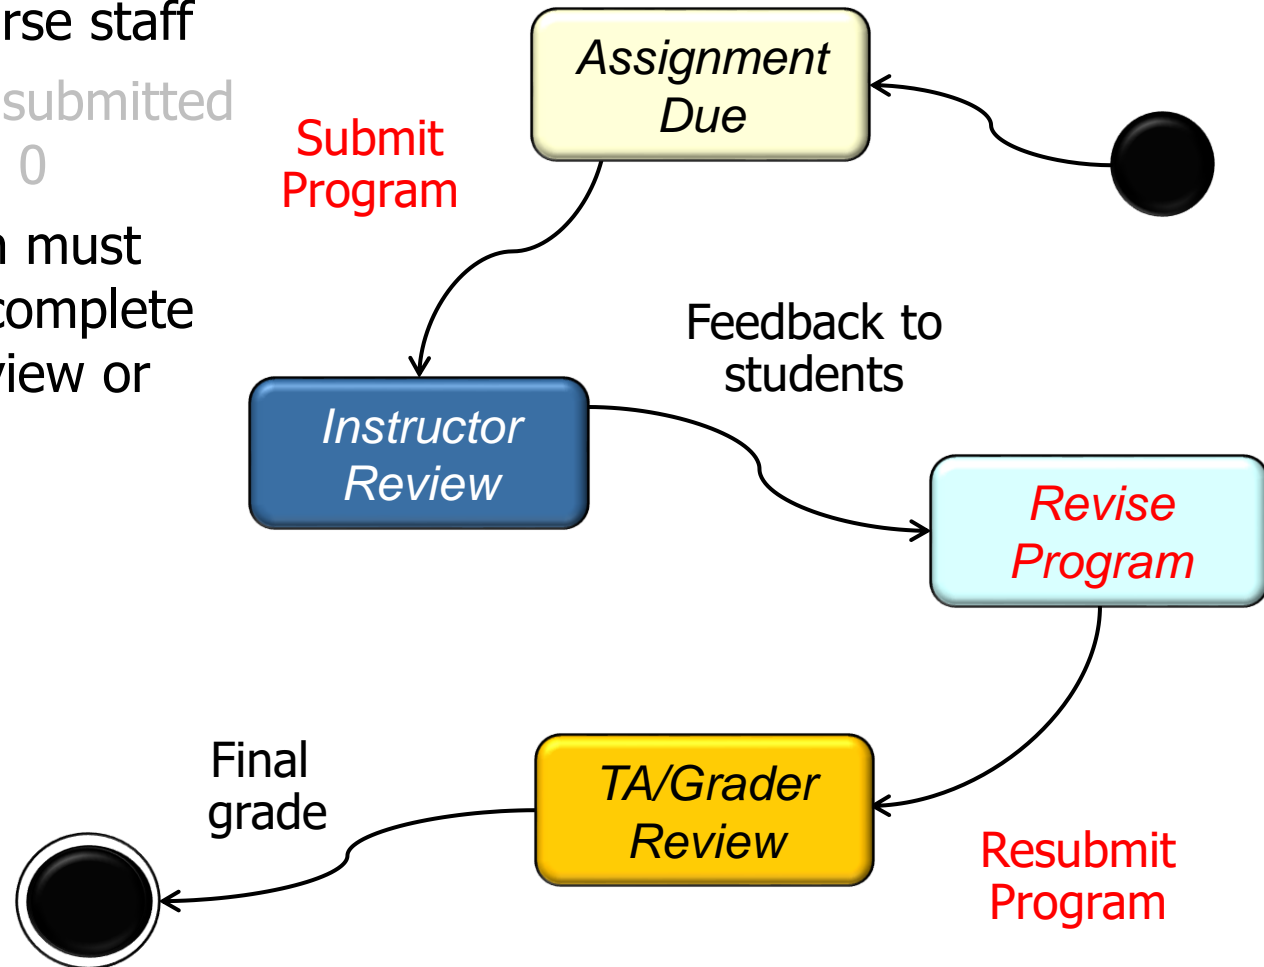 rse staff
submitted
0
must
complete
view or
Assignment
Due
Submit
Program
Feedback to
students
Instructor
Review
Revise
Program
Final
grade
TA/Grader
Review
Resubmit
Program